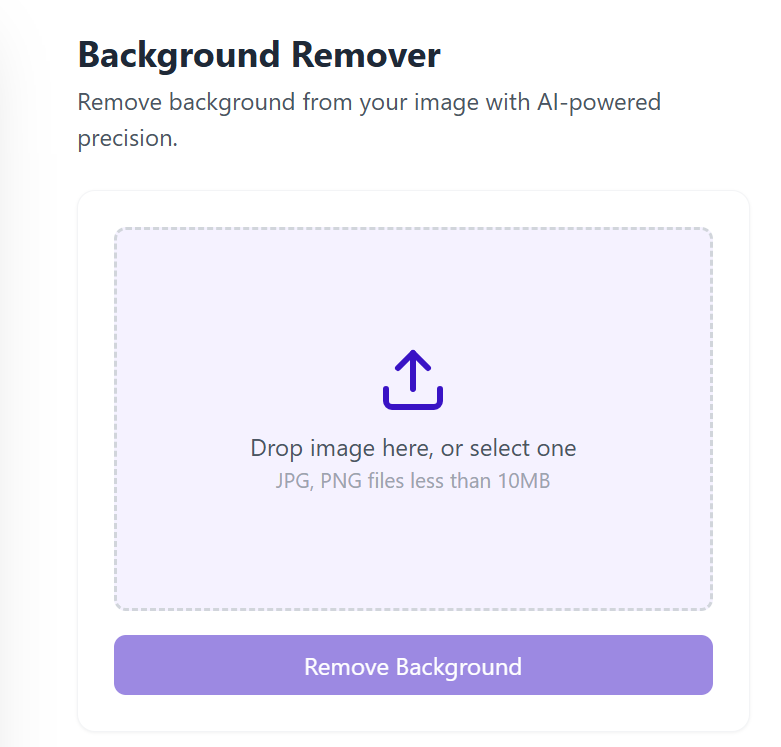 Background Remover
Remove background from your image with AI-powered
precision.
Drop image here, or select one
JPG, PNG files less than 10MB
Remove Background